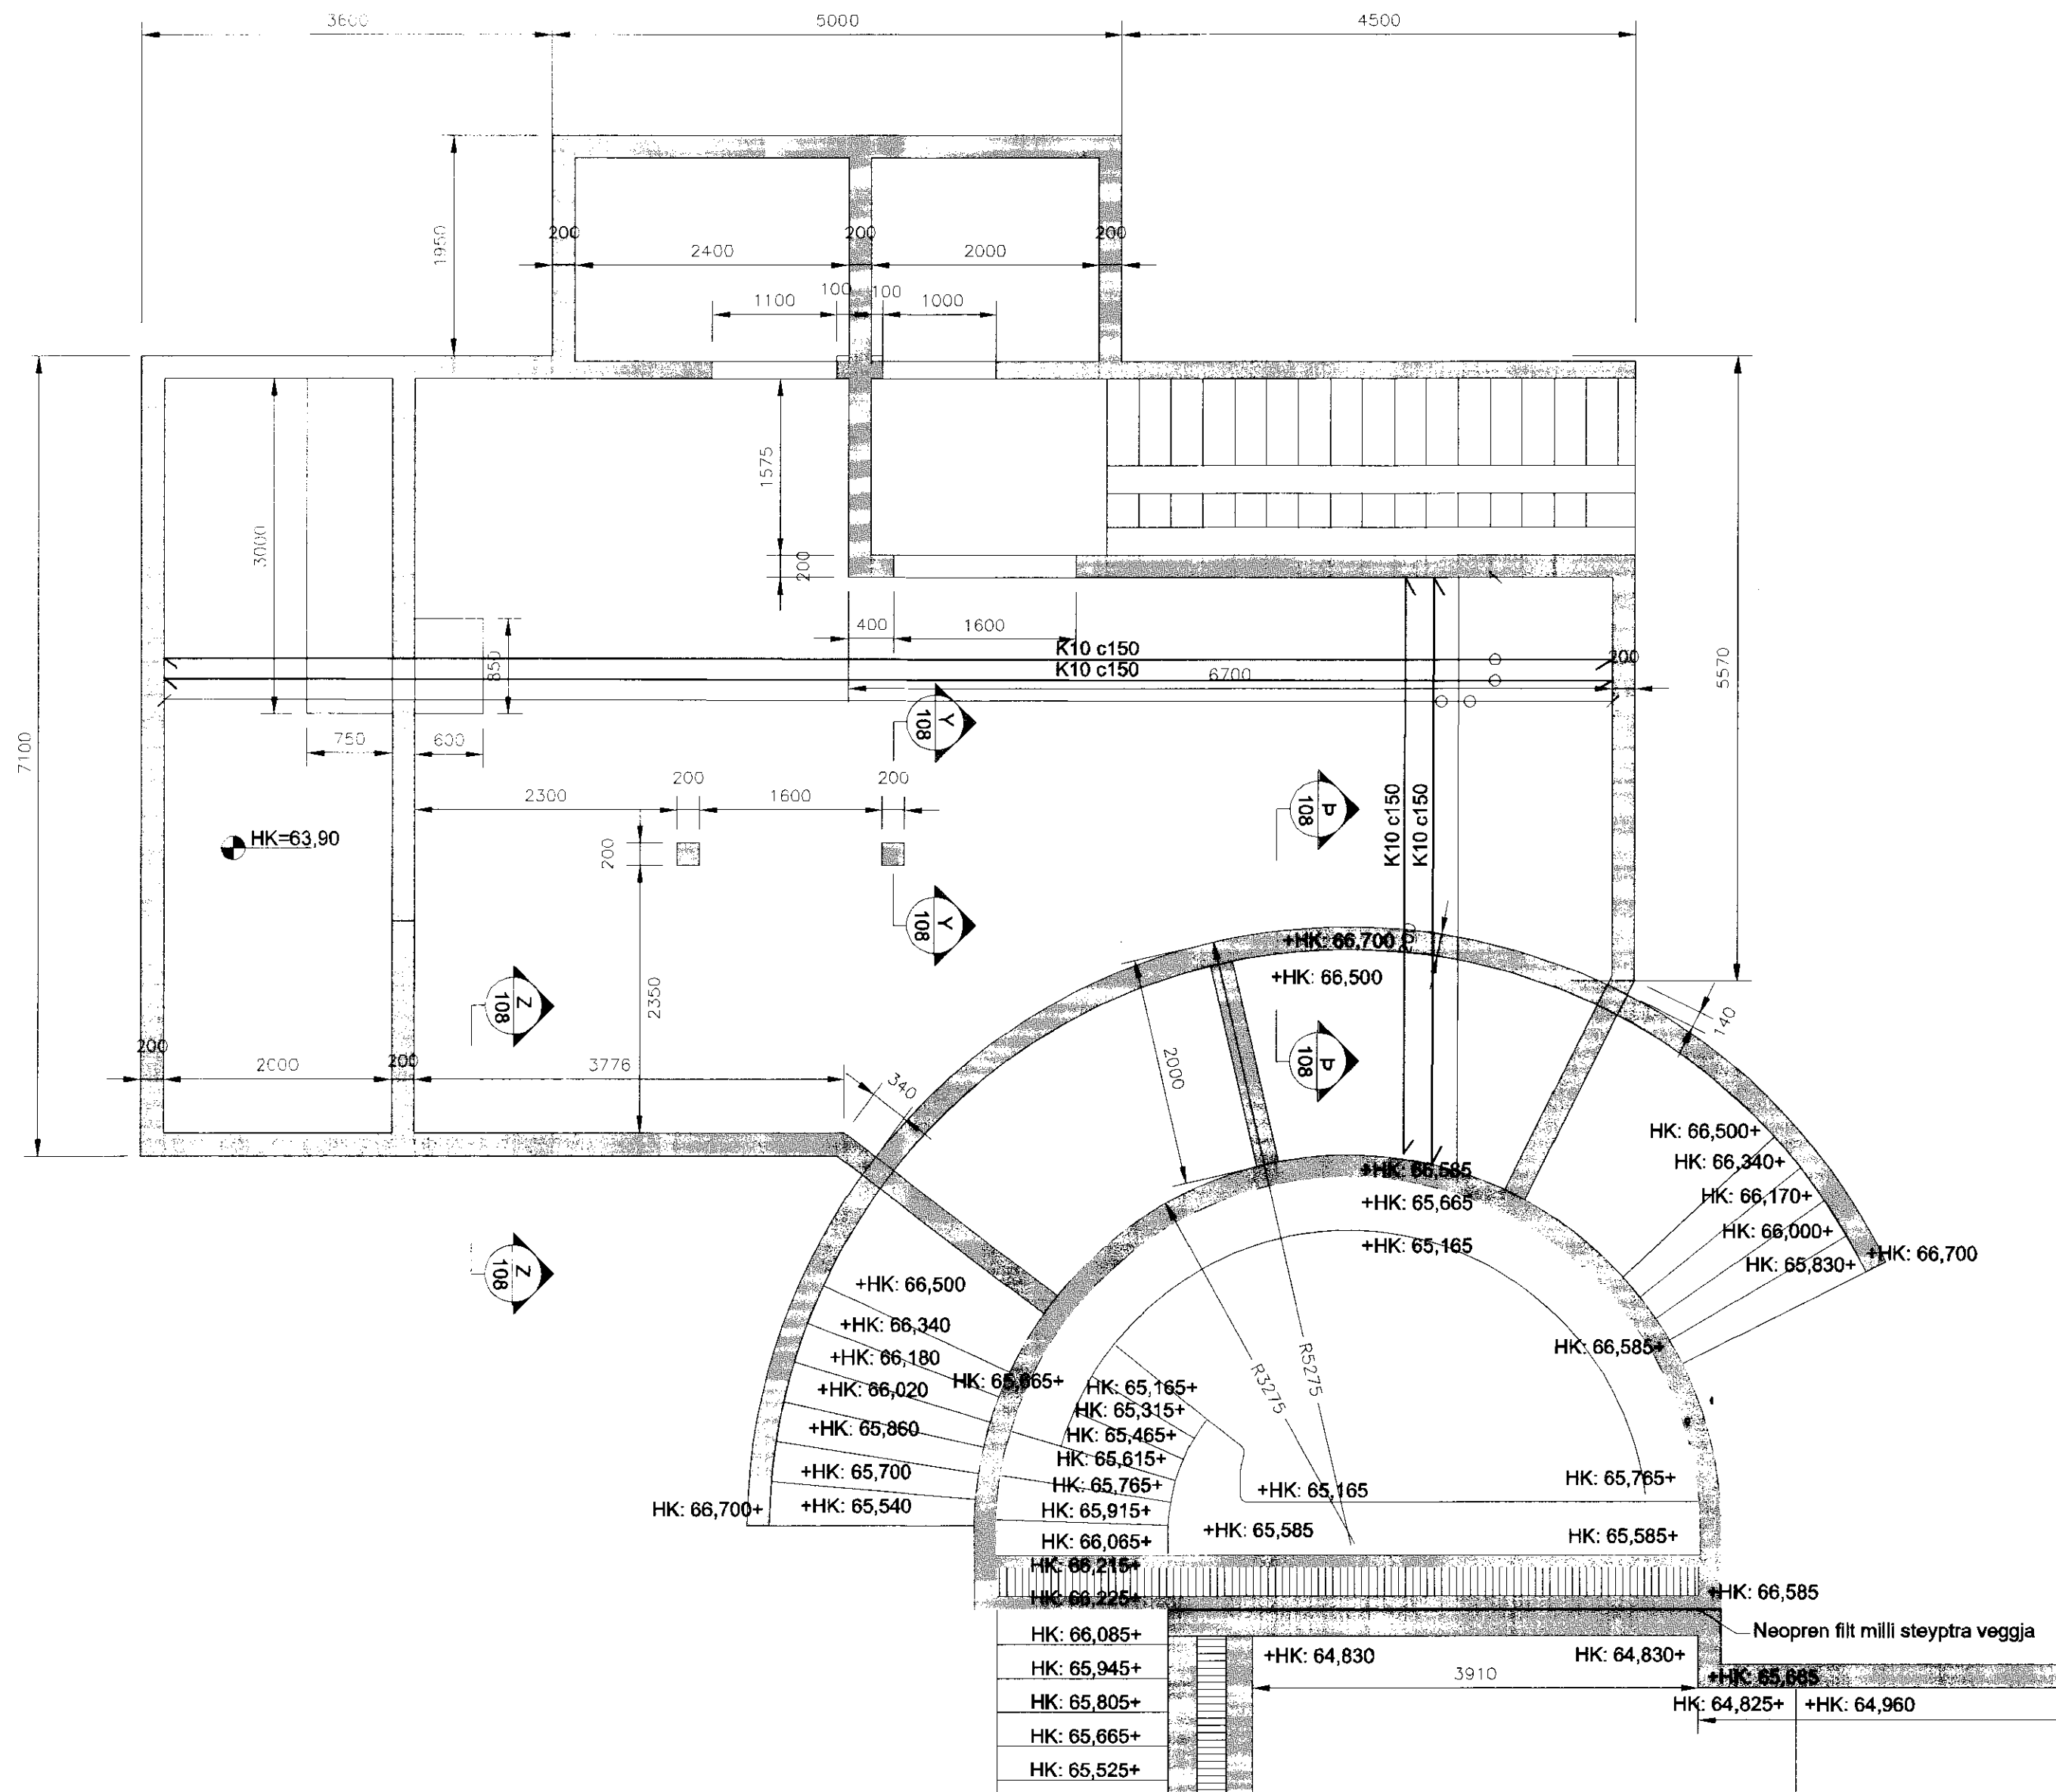 3600
5000
4500
1950
200
200
200
2400
2000
1100
100
100
1000
1575
3000
200
400
1600
K10 c150
K10 c150
6700
200
850
5570
7100
750
600
Y
108
200
200
2300
1600
HK=63,90
200
Þ
108
K10 c150
K10 c150
Y
108
+HK: 66,700
+HK: 66,500
Z
108
2350
200
2000
200
3776
340
2000
Þ
108
140
HK: 66,500+
HK: 66,340+
HK: 66,170+
HK: 66,000+
HK: 65,830+
+HK: 66,700
+HK: 66,585
+HK: 65,665
+HK: 65,165
Z
108
+HK: 66,500
+HK: 66,340
+HK: 66,180
+HK: 66,020
+HK: 65,860
+HK: 65,700
+HK: 65,540
HK: 66,700+
R3275
R5275
HK: 66,585+
HK: 65,665+
HK: 65,165+
HK: 65,315+
HK: 65,465+
HK: 65,615+
HK: 65,765+
HK: 65,915+
HK: 66,065+
HK: 66,215+
HK: 66,225+
+HK: 65,165
HK: 65,765+
+HK: 65,585
HK: 65,585+
+HK: 66,585
Neopren filt milli steyptra veggja
HK: 66,085+
HK: 65,945+
HK: 65,805+
HK: 65,665+
HK: 65,525+
+HK: 64,830
HK: 64,830+
3910
+HK: 65,685
HK: 64,825+
+HK: 64,960